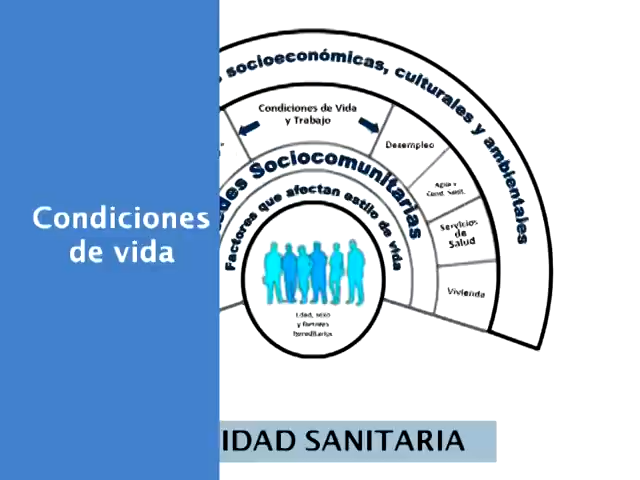 socioeconómicas, culturales y ambientales
Condiciones de Vida
y Trabajo
Desempleo
Agua y
Cond. Sanit.
Servicios
de
Salud
Vivienda
des Sociocomunitarias
Factores que afectan estilo de vida
Edad, sexo
y factores
hereditarios
Condiciones
de vida
IDAD SANITARIA